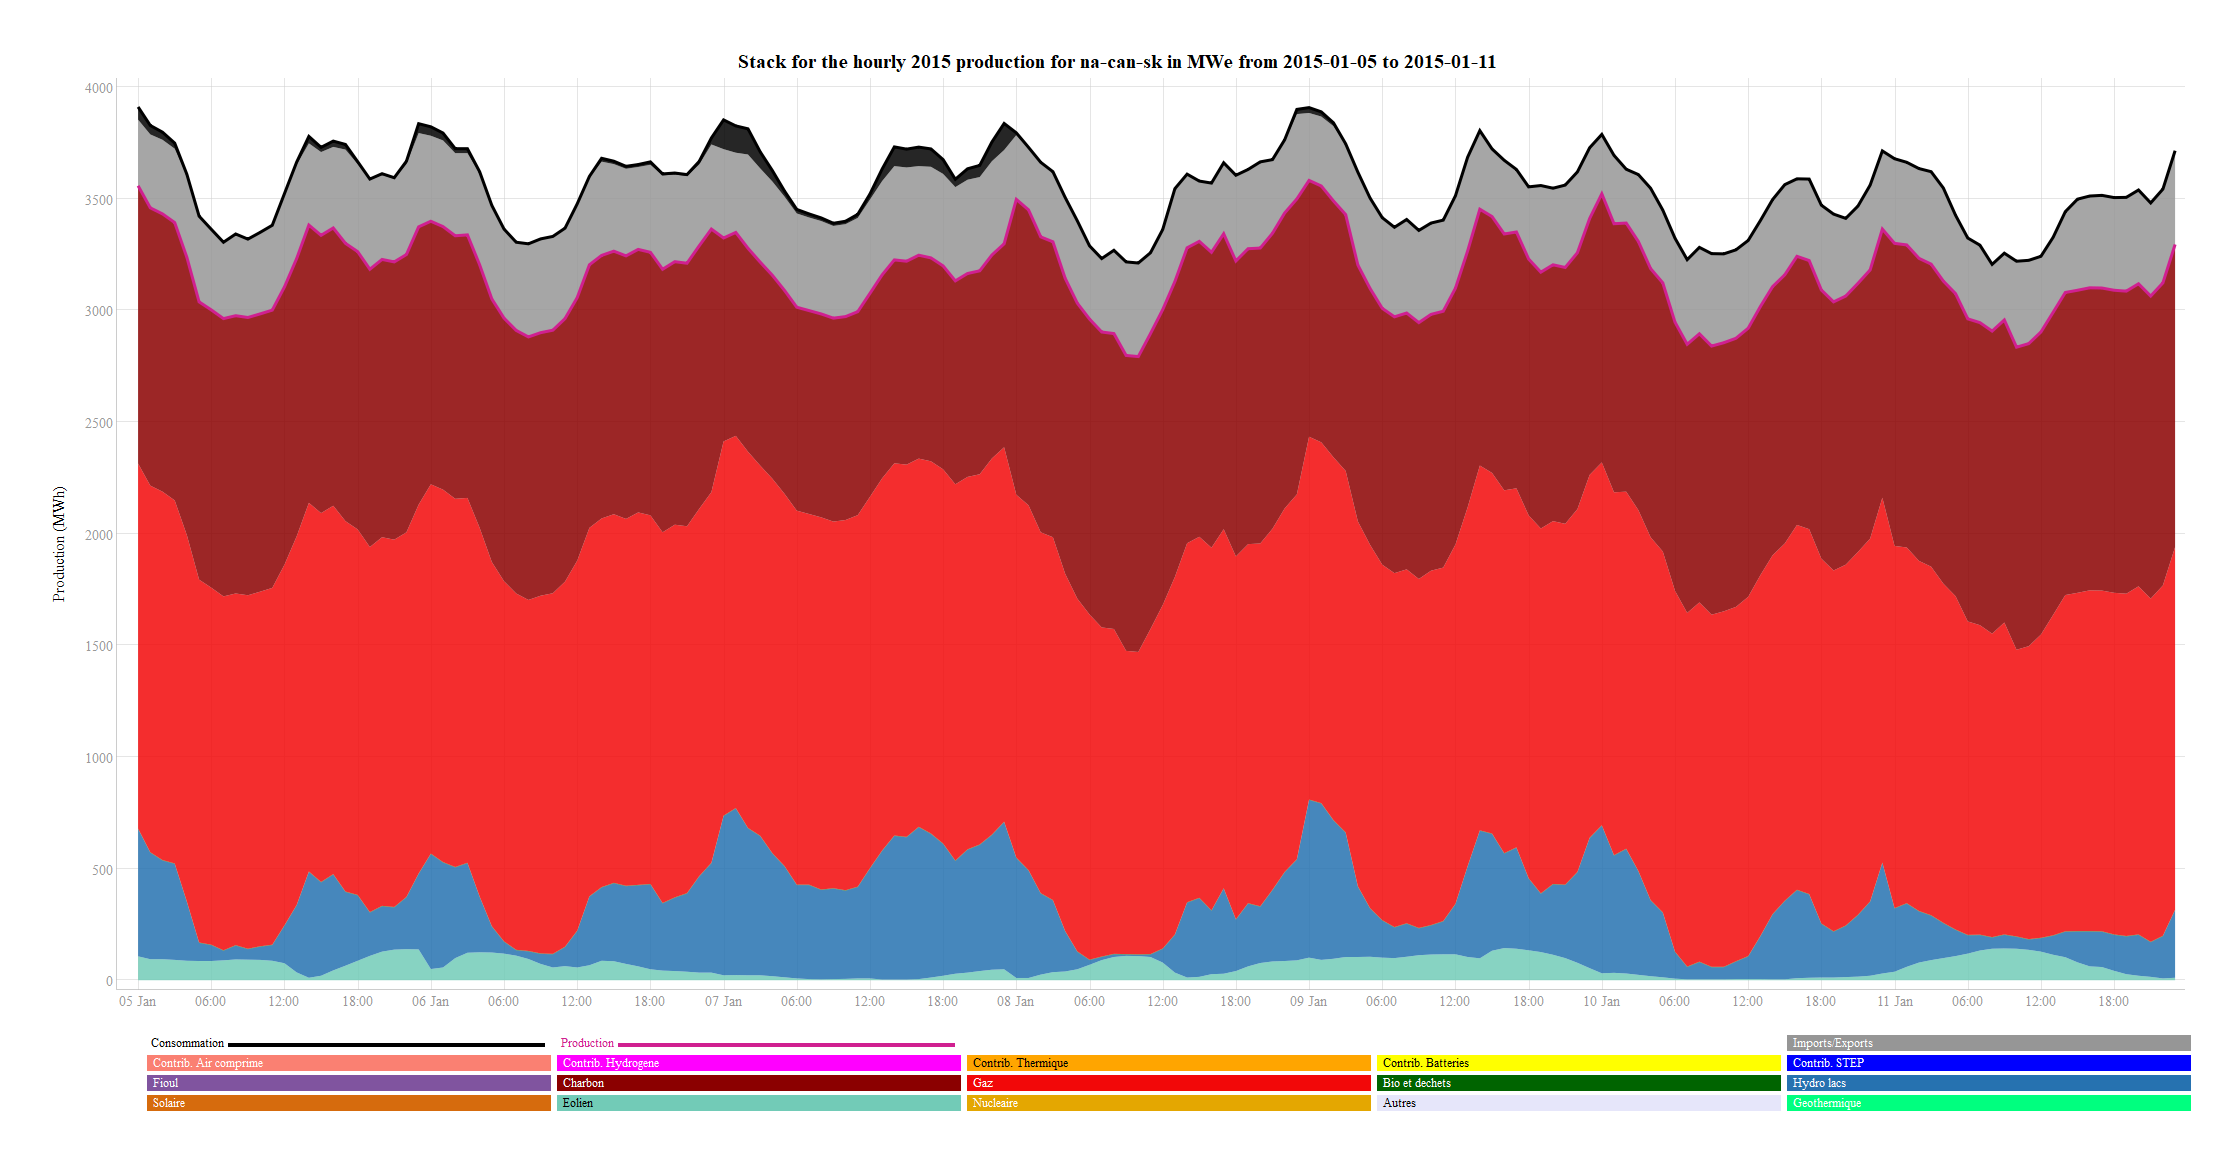 Stack for the hourly 2015 production for na-can-sk in MWe from 2015-01-05 to 2015-01-11
4000
3500
3000
2500
2000
1500
1000
500
0
Production (MWh)
05 Jan 06:00 12:00 18:00 06 Jan 06:00 12:00 18:00 07 Jan 06:00 12:00 18:00 08 Jan 06:00 12:00 18:00 09 Jan 06:00 12:00 18:00 10 Jan 06:00 12:00 18:00 11 Jan 06:00 12:00 18:00
Consommation Production Imports/Exports
Contrib. Air comprime Contrib. Hydrogene Contrib. Thermique Contrib. Batteries Contrib. STEP
Fioul Charbon Gaz Bio et dechets Hydro lacs
Solaire Eolien Nucleaire Autres Geothermique